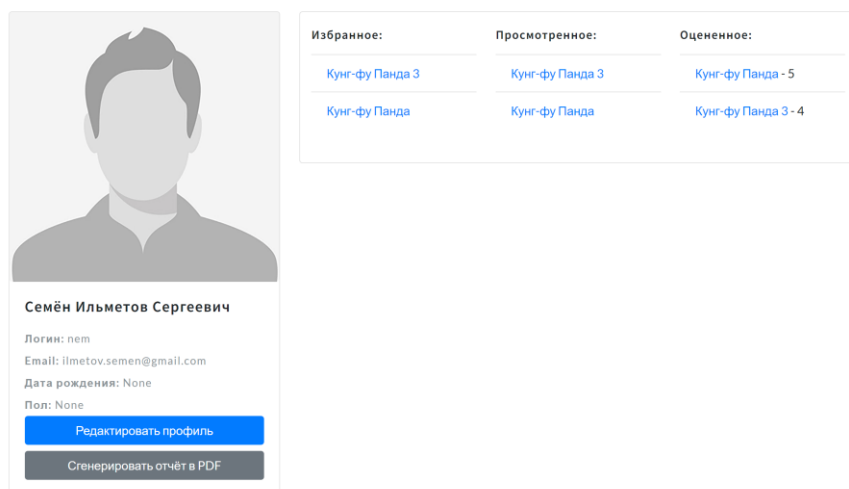 Избранное: Просмотренное: Оцененное:
Кунг-фу Панда 3 Кунг-фу Панда 3 Кунг-фу Панда - 5
Кунг-фу Панда Кунг-фу Панда Кунг-фу Панда 3 - 4
Семён Ильметов Сергеевич
Логин: nem
Email: ilmetov.semen@gmail.com
Дата рождения: None
Пол: None
Редактировать профиль
Сгенерировать отчёт в PDF